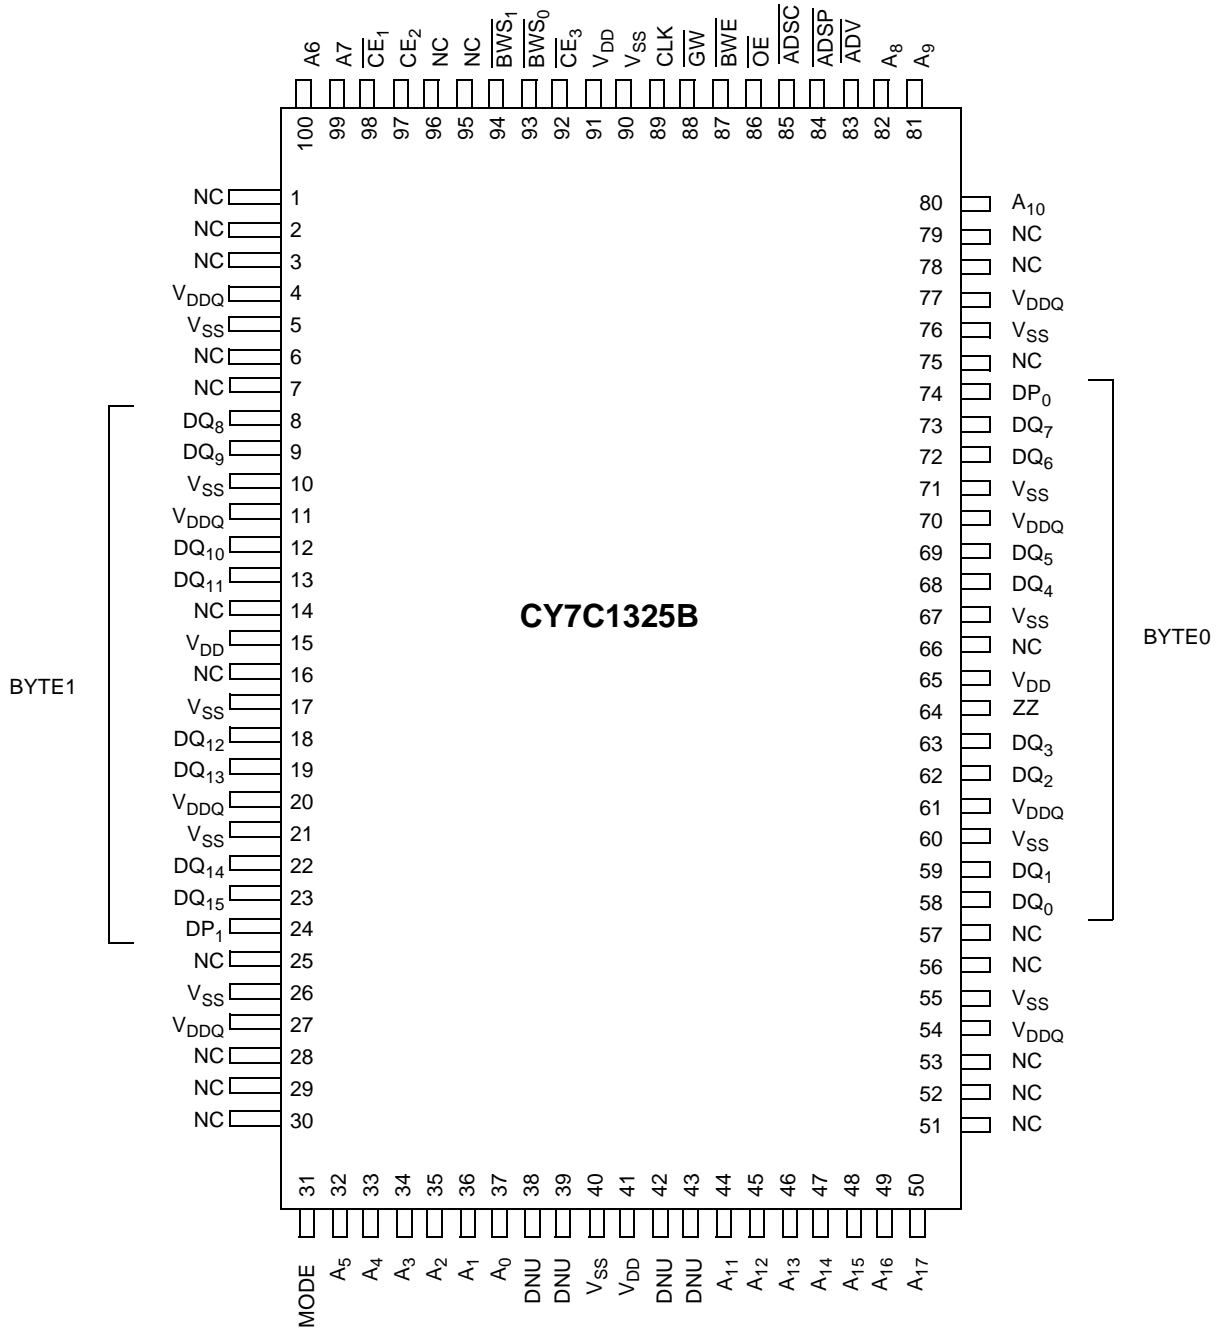 A6 A7 CE1 CE2 NC NC BWS1 BWS0 CE3 VDD VSS CLK GW BWE OE ADSC ADSP ADV A8 A9
100 99 98 97 96 95 94 93 92 91 90 89 88 87 86 85 84 83 82 81
NC 1
NC 2
NC 3
VDDQ 4
VSS 5
NC 6
NC 7
DQ8 8
DQ9 9
VSS 10
VDDQ 11
DQ10 12
DQ11 13
NC 14
VDD 15
NC 16
VSS 17
DQ12 18
DQ13 19
VDDQ 20
VSS 21
DQ14 22
DQ15 23
DP1 24
NC 25
VSS 26
VDDQ 27
NC 28
NC 29
NC 30
BYTE1
CY7C1325B
80 A10
79 NC
78 NC
77 VDDQ
76 VSS
75 NC
74 DP0
73 DQ7
72 DQ6
71 VSS
70 VDDQ
69 DQ5
68 DQ4
67 VSS
66 NC
65 VDD
64 ZZ
63 DQ3
62 DQ2
61 VDDQ
60 VSS
59 DQ1
58 DQ0
57 NC
56 NC
55 VSS
54 VDDQ
53 NC
52 NC
51 NC
BYTE0
31 32 33 34 35 36 37 38 39 40 41 42 43 44 45 46 47 48 49 50
MODE A5 A4 A3 A2 A1 A0 DNU DNU VSS VDD DNU DNU A11 A12 A13 A14 A15 A16 A17